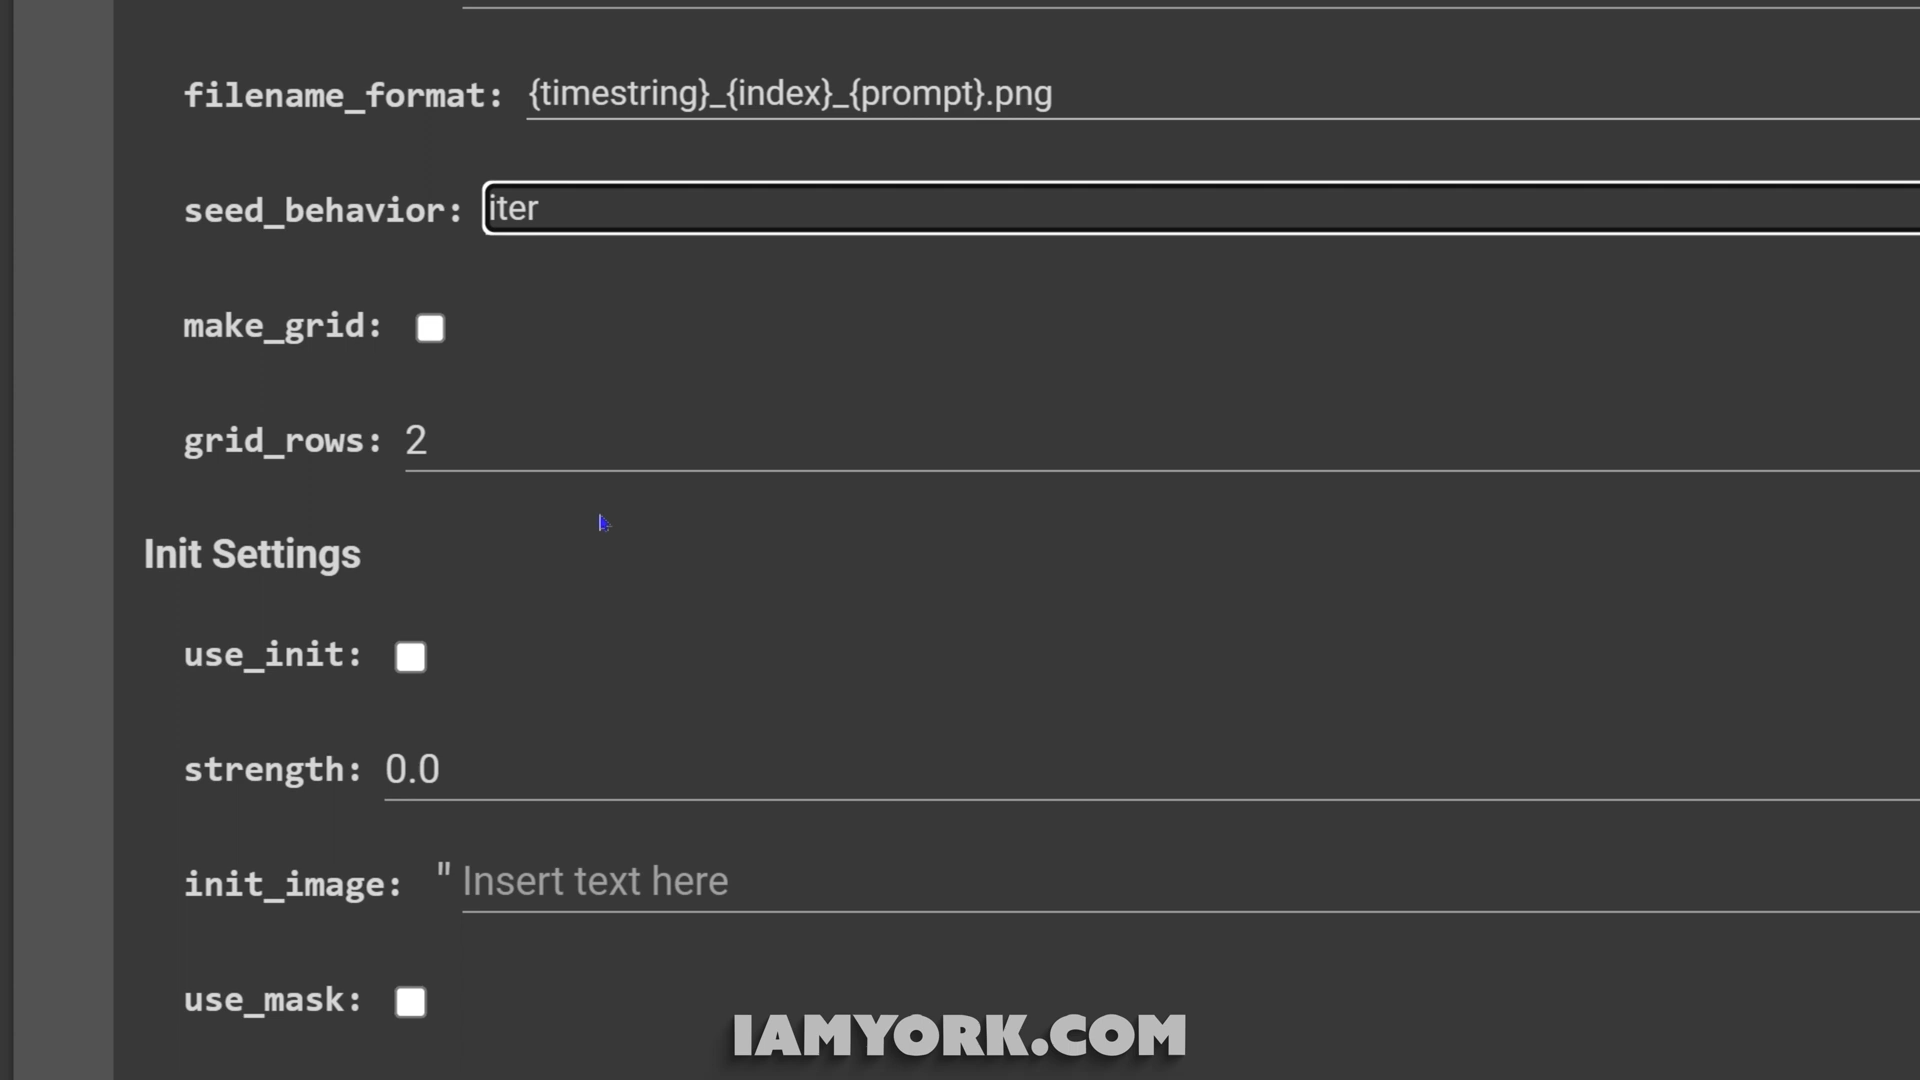 filename_format: {timestring}_{index}_{prompt}.png
seed_behavior: iter
make_grid:
grid_rows: 2
Init Settings
use_init:
strength: 0.0
init_image: " Insert text here
use_mask:
IAMYORK.COM